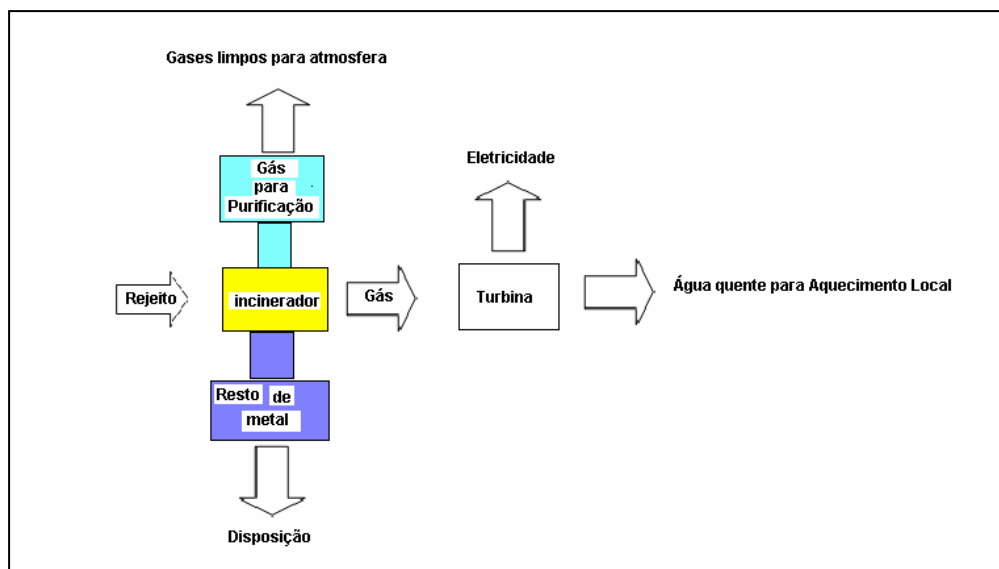 Gases limpos para atmosfera
Gás
para
Purificação
Eletricidade
Rejeito
incinerador
Gás
Turbina
Água quente para Aquecimento Local
Resto de
metal
Disposição